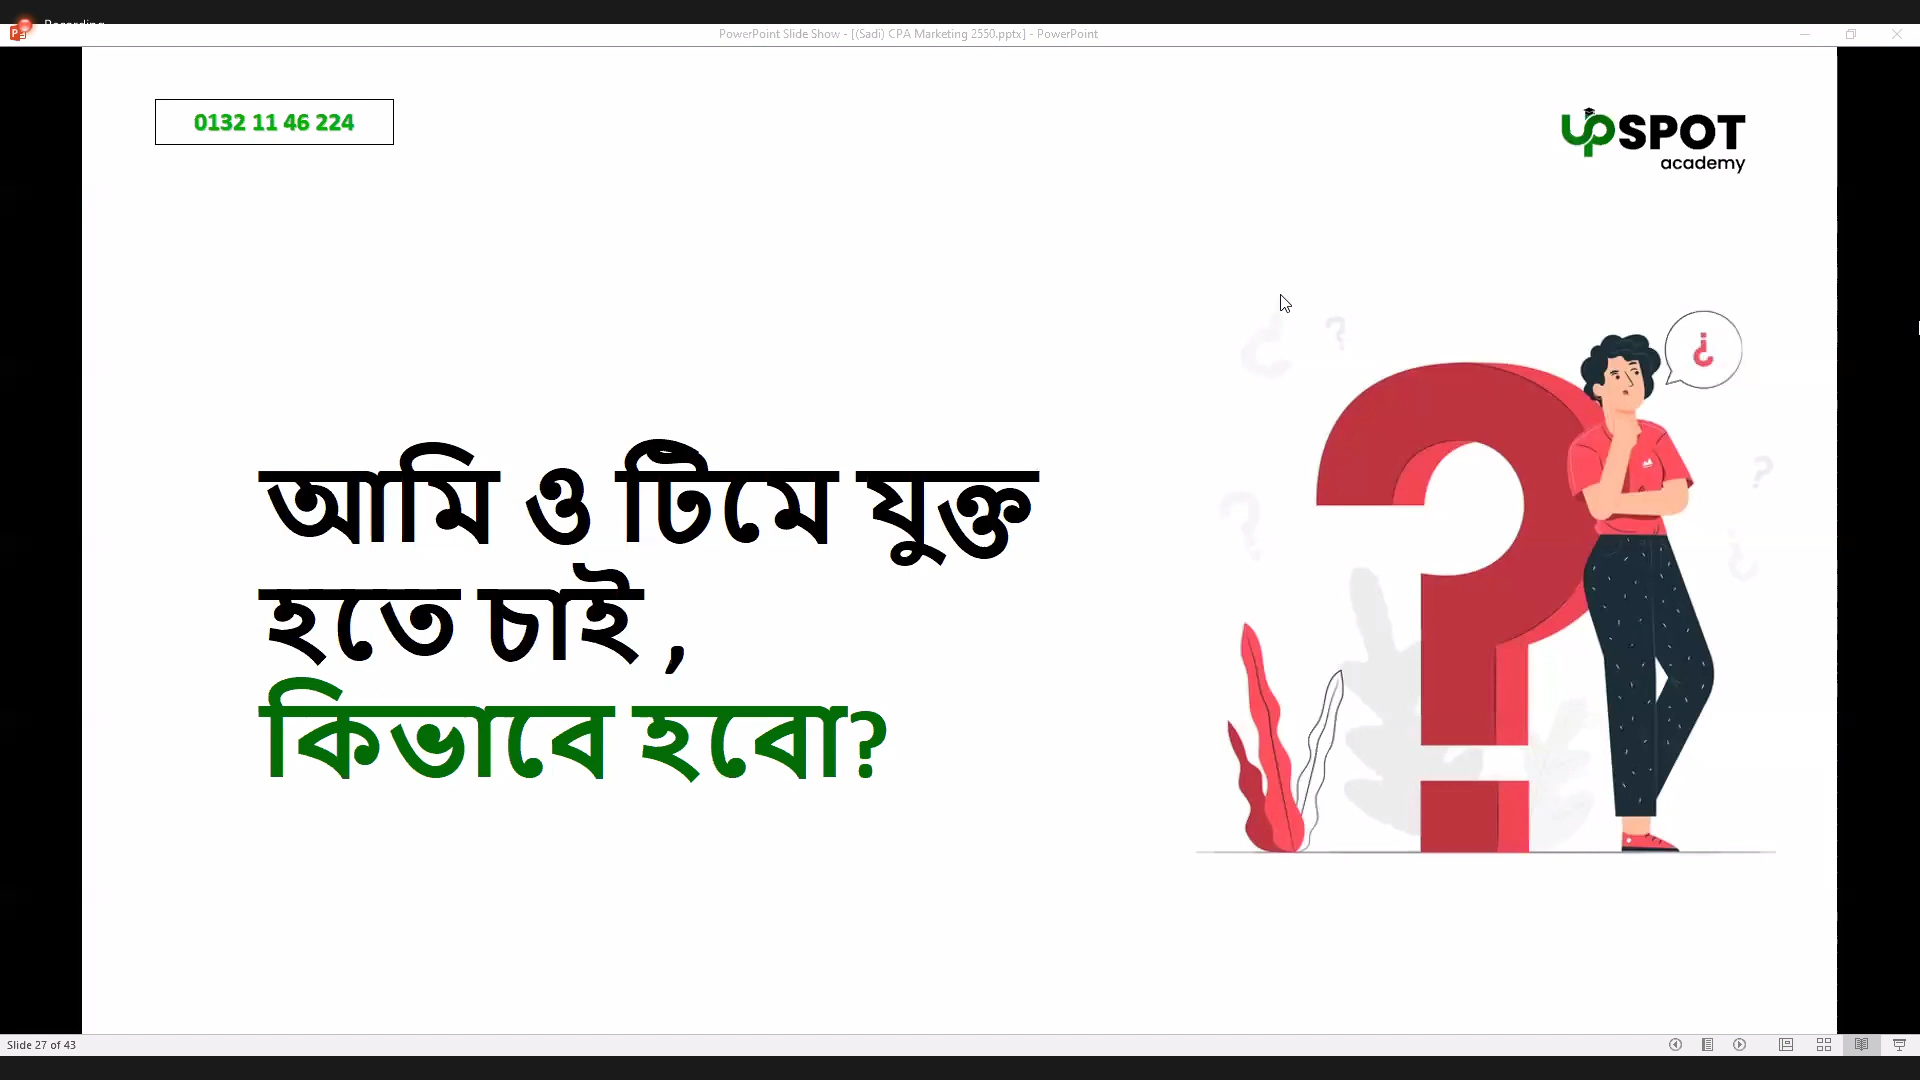 Recording
PowerPoint Slide Show - [(Sadi) CPA Marketing 2550.pptx] - PowerPoint
0132 11 46 224
upSPOT
academy
আমি ও টিমে যুক্ত
হতে চাই ,
কিভাবে হবো?
Slide 27 of 43